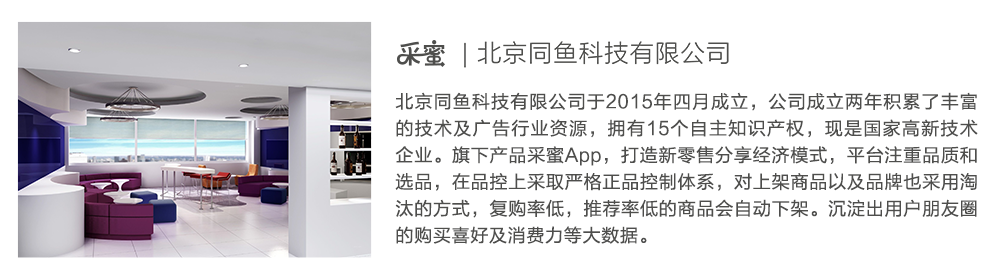 采蜜 | 北京同鱼科技有限公司
北京同鱼科技有限公司于2015年四月成立，公司成立两年积累了丰富
的技术及广告行业资源，拥有15个自主知识产权，现是国家高新技术
企业。旗下产品采蜜App，打造新零售分享经济模式，平台注重品质和
选品，在品控上采取严格正品控制体系，对上架商品以及品牌也采用淘
汰的方式，复购率低，推荐率低的商品会自动下架。沉淀出用户朋友圈
的购买喜好及消费力等大数据。